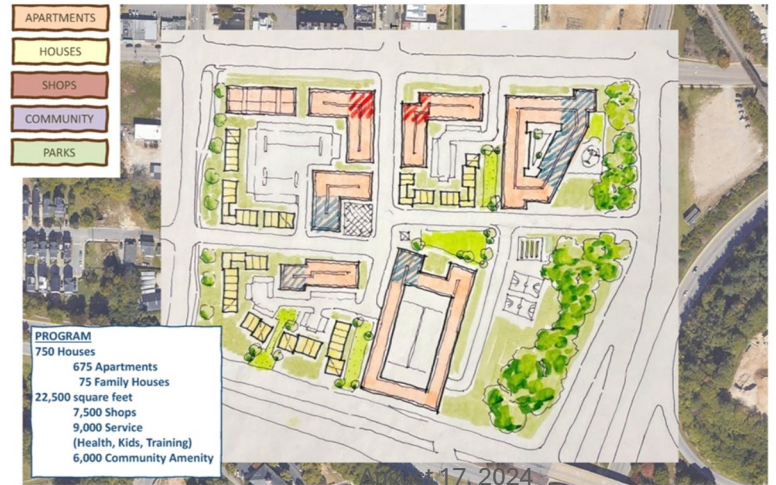 APARTMENTS
HOUSES
SHOPS
COMMUNITY
PARKS
PROGRAM
750 Houses
675 Apartments
75 Family Houses
22,500 square feet
7,500 Shops
9,000 Service
(Health, Kids, Training)
6,000 Community Amenity
August 17, 2024